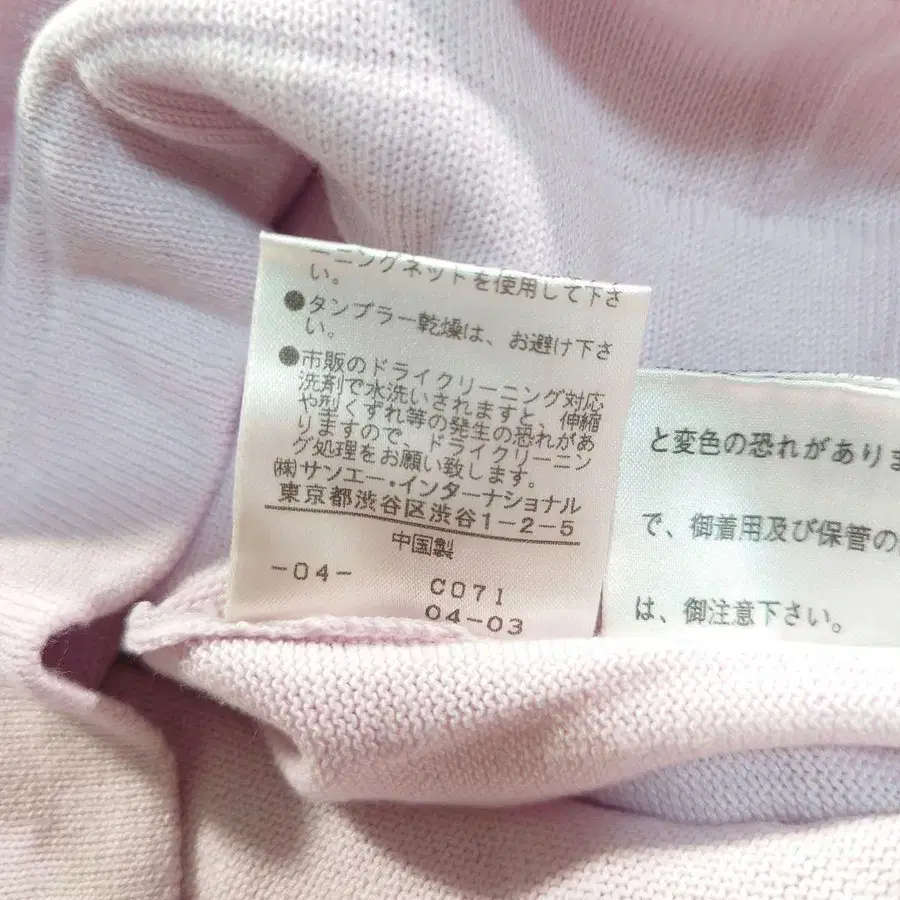 ーニングネットを使用して下さ
い。
●タンブラー乾燥は、お避け下さ
い。
●市販のドライクリーニング対応
洗剤で水洗いされますと、伸縮
や型くずれ等の発生の恐れがあ
りますので、ドライクリーニン
グ処理をお願い致します。
㈱サンエー・インターナショナル
東京都渋谷区渋谷1-2-5
中国製
-04-
C071
04-03
と変色の恐れがありま
で、御着用及び保管の
は、御注意下さい。